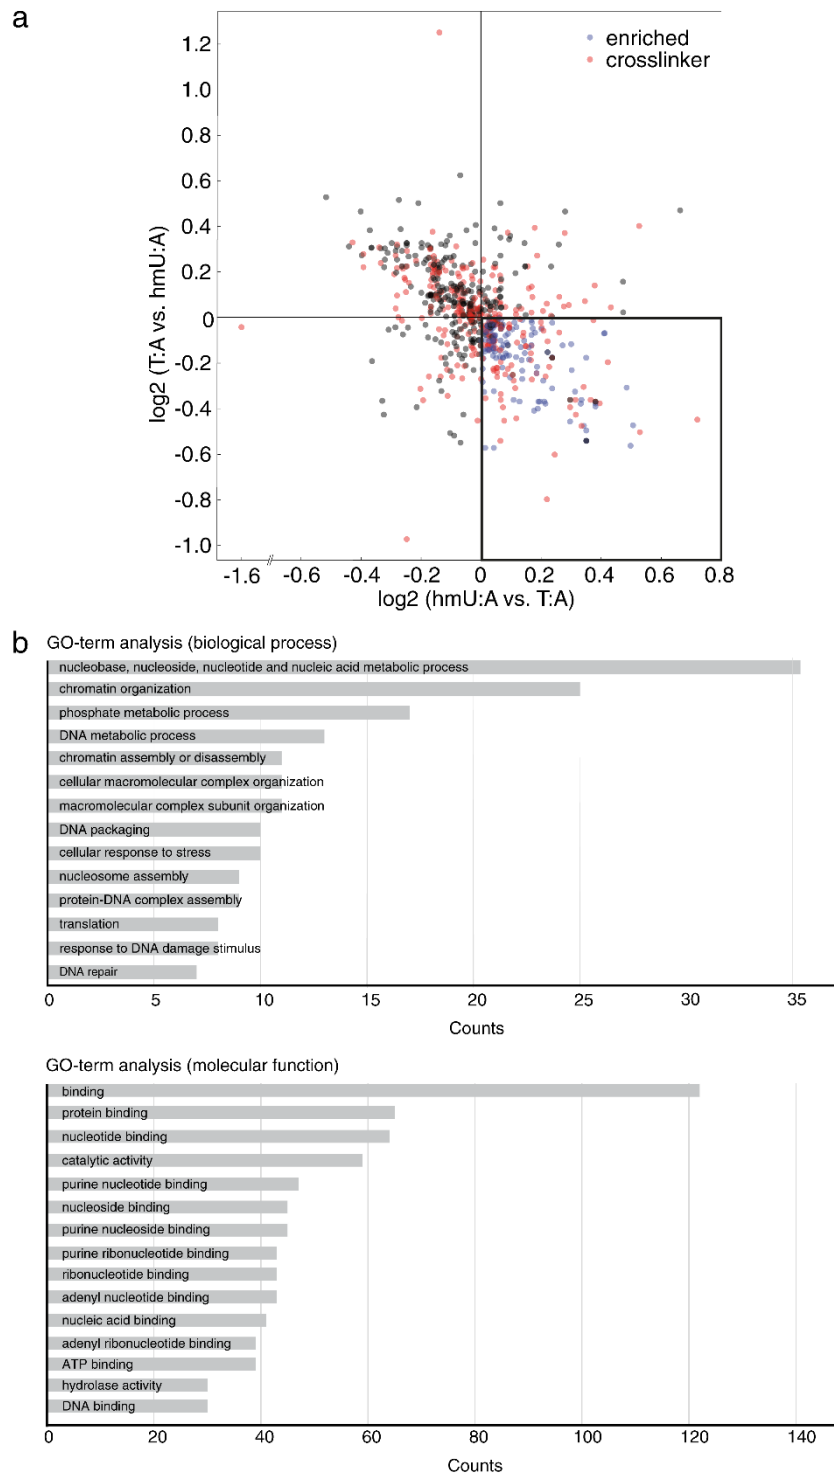 a
enriched
crosslinker
1.2
1.0
0.8
0.6
0.4
0.2
0
-0.2
-0.4
-0.6
-0.8
-1.0
log2 (T:A vs. hmU:A)
-1.6 // -0.6 -0.4 -0.2 0 0.2 0.4 0.6 0.8
log2 (hmU:A vs. T:A)
b
GO-term analysis (biological process)
nucleobase, nucleoside, nucleotide and nucleic acid metabolic process
chromatin organization
phosphate metabolic process
DNA metabolic process
chromatin assembly or disassembly
cellular macromolecular complex organization
macromolecular complex subunit organization
DNA packaging
cellular response to stress
nucleosome assembly
protein-DNA complex assembly
translation
response to DNA damage stimulus
DNA repair
0 5 10 15 20 25 30 35
Counts
GO-term analysis (molecular function)
binding
protein binding
nucleotide binding
catalytic activity
purine nucleotide binding
nucleoside binding
purine nucleoside binding
purine ribonucleotide binding
ribonucleotide binding
adenyl nucleotide binding
nucleic acid binding
adenyl ribonucleotide binding
ATP binding
hydrolase activity
DNA binding
0 20 40 60 80 100 120 140
Counts